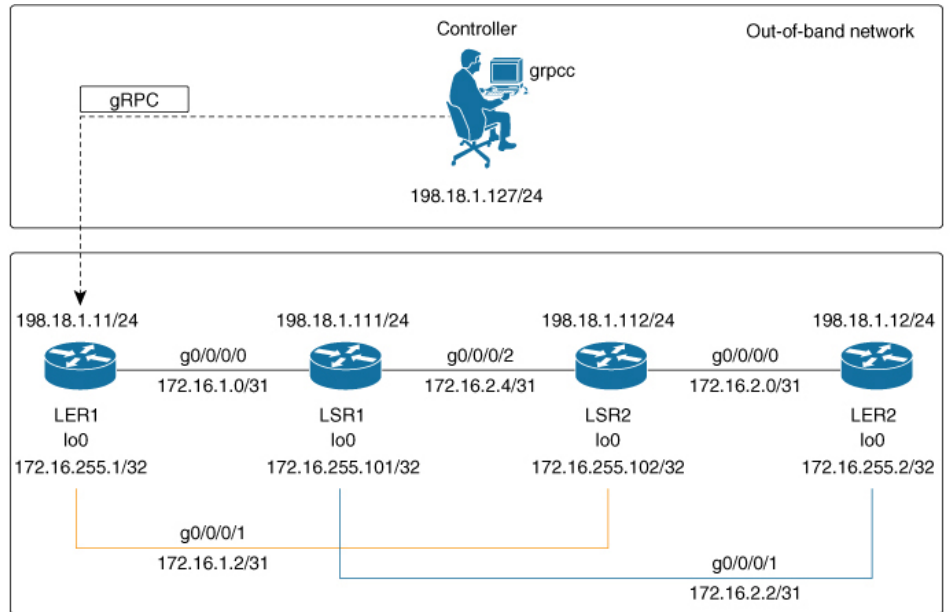 Controller
Out-of-band network
grpcc
gRPC
198.18.1.127/24
198.18.1.11/24
198.18.1.111/24
198.18.1.112/24
198.18.1.12/24
g0/0/0/0
g0/0/0/2
g0/0/0/0
172.16.1.0/31
172.16.2.4/31
172.16.2.0/31
LER1
LSR1
LSR2
LER2
lo0
lo0
lo0
lo0
172.16.255.1/32
172.16.255.101/32
172.16.255.102/32
172.16.255.2/32
g0/0/0/1
172.16.1.2/31
g0/0/0/1
172.16.2.2/31